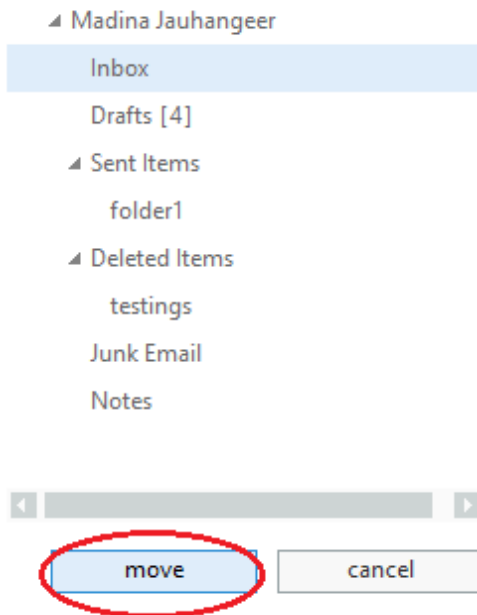 Madina Jauhangeer
Inbox
Drafts [4]
Sent Items
folder1
Deleted Items
testings
Junk Email
Notes
move cancel